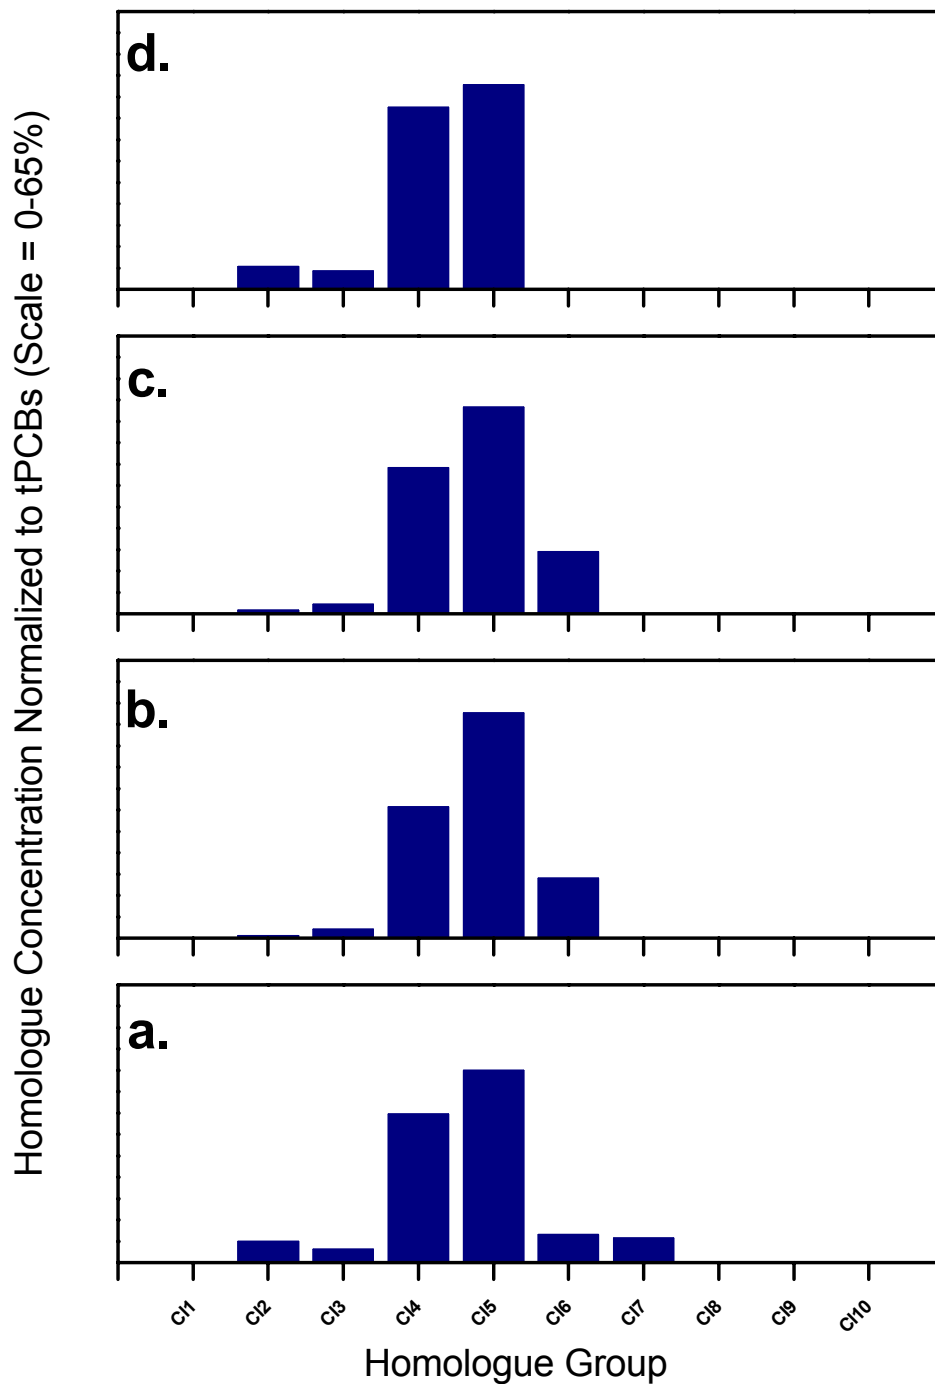 Homologue Concentration Normalized to tPCBs (Scale = 0-65%)
d.
c.
b.
a.
Cl1 Cl2 Cl3 Cl4 Cl5 Cl6 Cl7 Cl8 Cl9 Cl10
Homologue Group